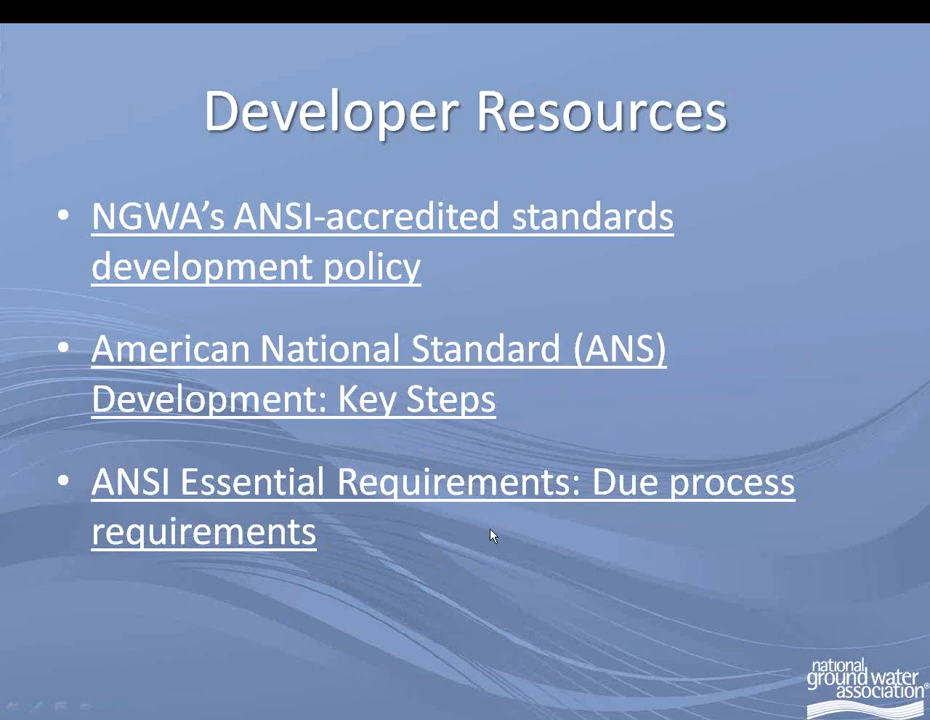 Developer Resources
• NGWA's ANSI-accredited standards
development policy
• American National Standard (ANS)
Development: Key Steps
• ANSI Essential Requirements: Due process
requirements
national
ground water
association®